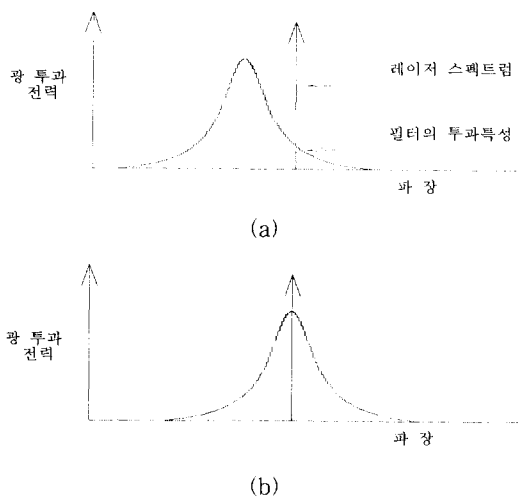 광 투과
전력
레이저 스펙트럼
필터의 투과특성
파 장
(a)
광 투과
전력
파 장
(b)